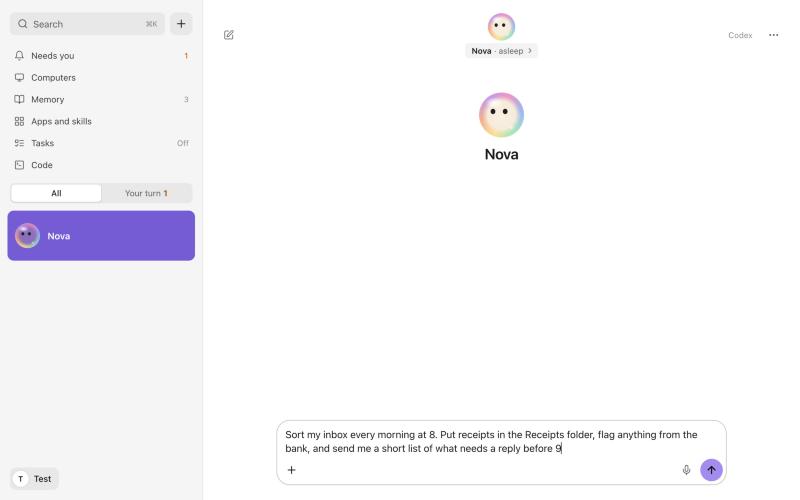 Search ⌘K
Needs you 1
Computers
Memory 3
Apps and skills
Tasks Off
Code
All Your turn 1
Nova
T Test
Nova · asleep
Codex
Nova
Sort my inbox every morning at 8. Put receipts in the Receipts folder, flag anything from the
bank, and send me a short list of what needs a reply before 9